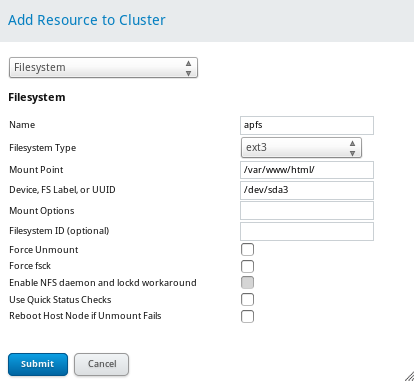 Add Resource to Cluster
Filesystem
Filesystem
Name apfs
Filesystem Type ext3
Mount Point /var/www/html/
Device, FS Label, or UUID /dev/sda3
Mount Options
Filesystem ID (optional)
Force Unmount
Force fsck
Enable NFS daemon and lockd workaround
Use Quick Status Checks
Reboot Host Node if Unmount Fails
Submit Cancel